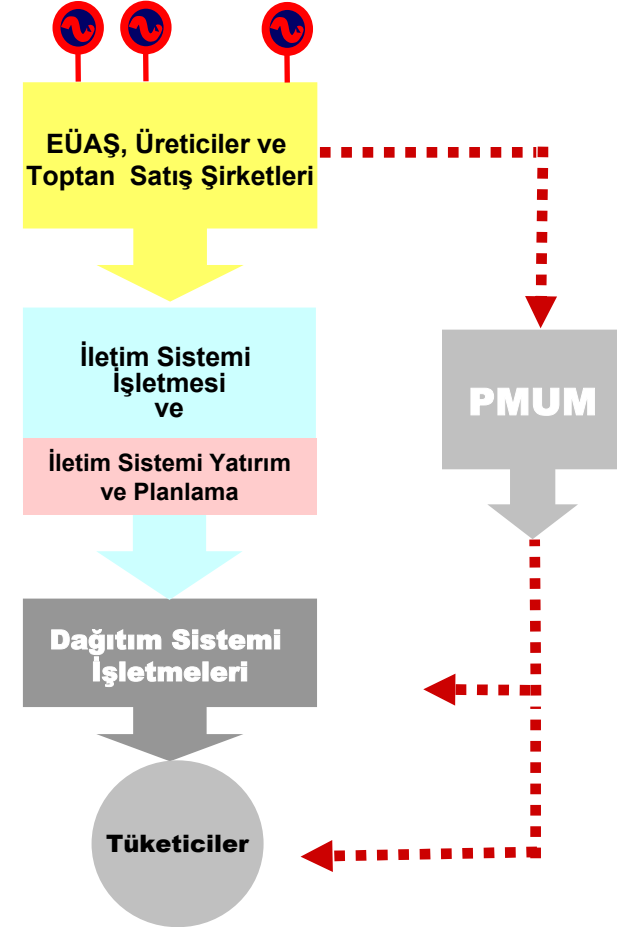 EÜAŞ, Üreticiler ve
Toptan Satış Şirketleri
İletim Sistemi
İşletmesi
ve
İletim Sistemi Yatırım
ve Planlama
PMUM
Dağıtım Sistemi
İşletmeleri
Tüketiciler